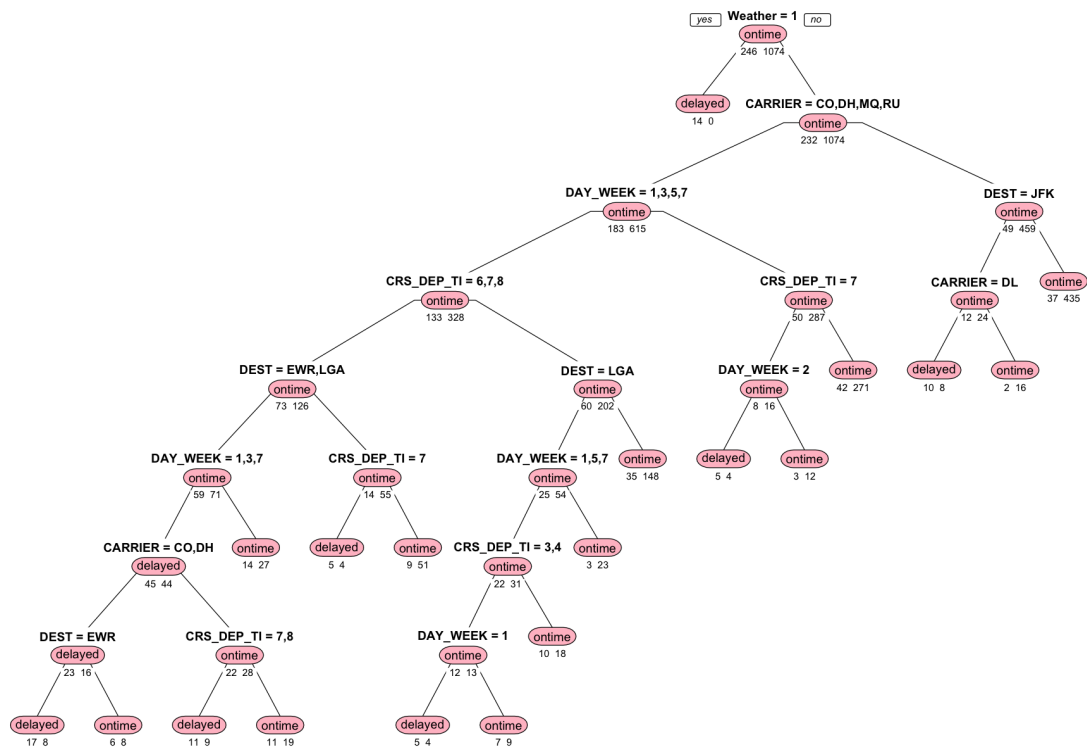 yes Weather = 1 no
ontime
246 1074
delayed CARRIER = CO,DH,MQ,RU
14 0 ontime
232 1074
DAY_WEEK = 1,3,5,7 DEST = JFK
ontime ontime
183 615 49 459
CRS_DEP_TI = 6,7,8 CRS_DEP_TI = 7 CARRIER = DL ontime
ontime ontime ontime 37 435
133 328 50 287 12 24
DEST = EWR,LGA DEST = LGA DAY_WEEK = 2 ontime delayed ontime
ontime ontime ontime 42 271 10 8 2 16
73 126 60 202 8 16
DAY_WEEK = 1,3,7 CRS_DEP_TI = 7 DAY_WEEK = 1,5,7 ontime delayed ontime
ontime ontime ontime 35 148 5 4 3 12
59 71 14 55 25 54
CARRIER = CO,DH ontime delayed ontime CRS_DEP_TI = 3,4 ontime
delayed 14 27 5 4 9 51 ontime 3 23
45 44 22 31
DEST = EWR CRS_DEP_TI = 7,8 DAY_WEEK = 1 ontime
delayed ontime ontime 10 18
23 16 22 28 12 13
delayed ontime delayed ontime delayed ontime
17 8 6 8 11 9 11 19 5 4 7 9